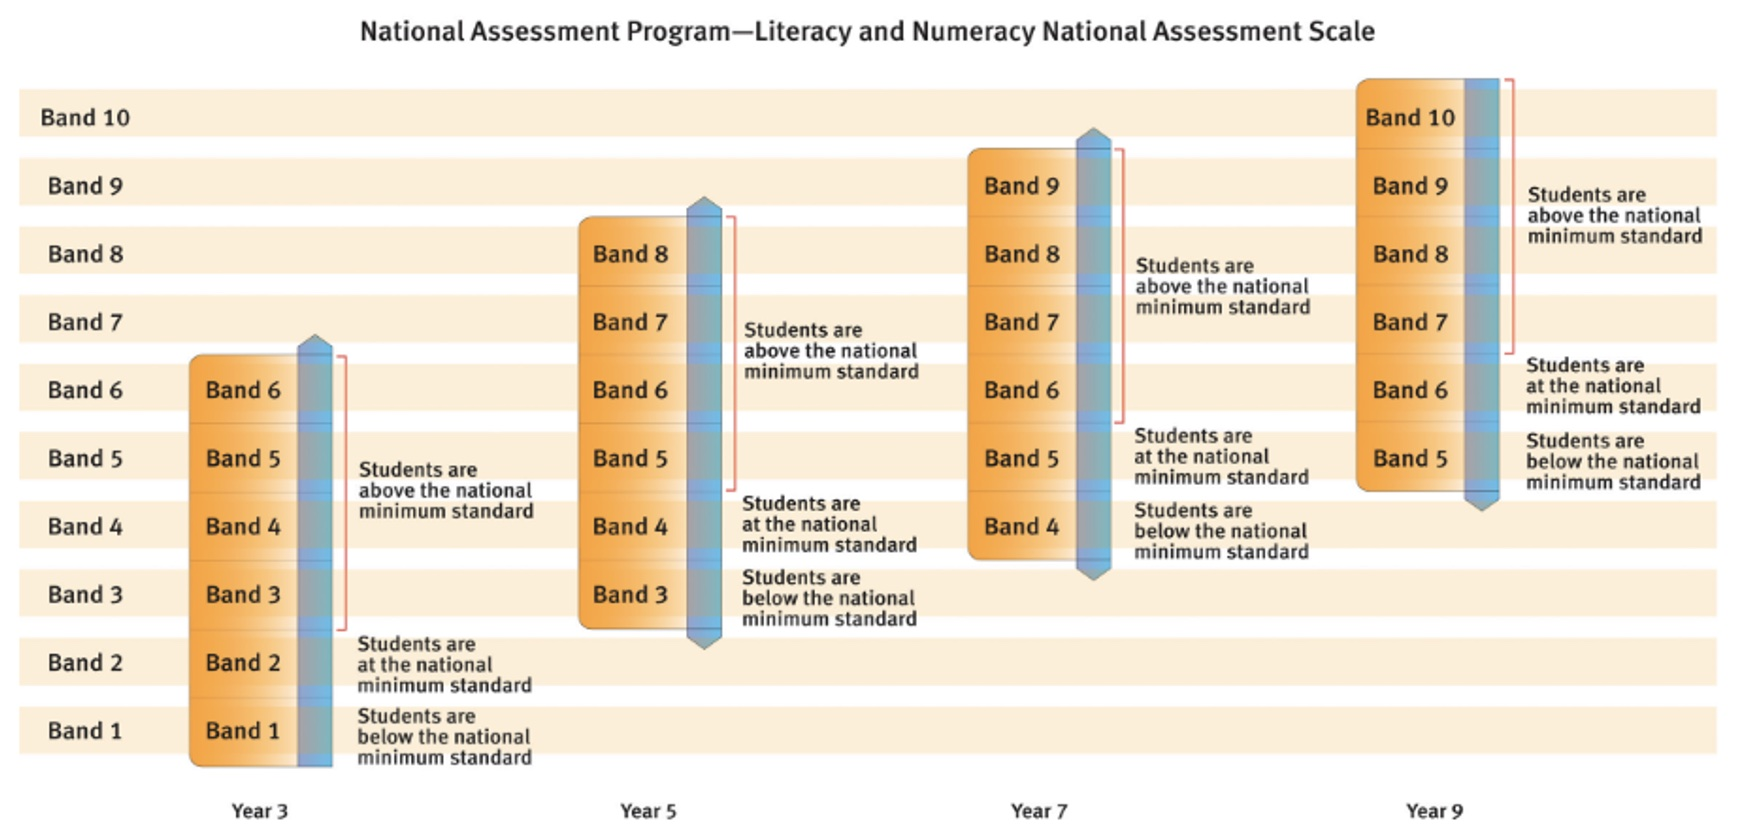 National Assessment Program—Literacy and Numeracy National Assessment Scale
Band 10
Band 9
Band 8
Band 7
Band 6
Band 5
Band 4
Band 3
Band 2
Band 1
Band 6
Band 5
Band 4
Band 3
Band 2
Band 1
Students are
above the national
minimum standard
Students are
at the national
minimum standard
Students are
below the national
minimum standard
Year 3
Band 8
Band 7
Band 6
Band 5
Band 4
Band 3
Students are
above the national
minimum standard
Students are
at the national
minimum standard
Students are
below the national
minimum standard
Year 5
Band 9
Band 8
Band 7
Band 6
Band 5
Band 4
Students are
above the national
minimum standard
Students are
at the national
minimum standard
Students are
below the national
minimum standard
Year 7
Band 10
Band 9
Band 8
Band 7
Band 6
Band 5
Students are
above the national
minimum standard
Students are
at the national
minimum standard
Students are
below the national
minimum standard
Year 9